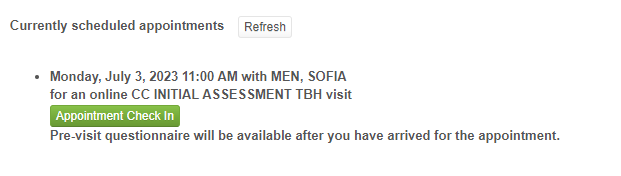 Currently scheduled appointments Refresh
Monday, July 3, 2023 11:00 AM with MEN, SOFIA
for an online CC INITIAL ASSESSMENT TBH visit
Appointment Check In
Pre-visit questionnaire will be available after you have arrived for the appointment.